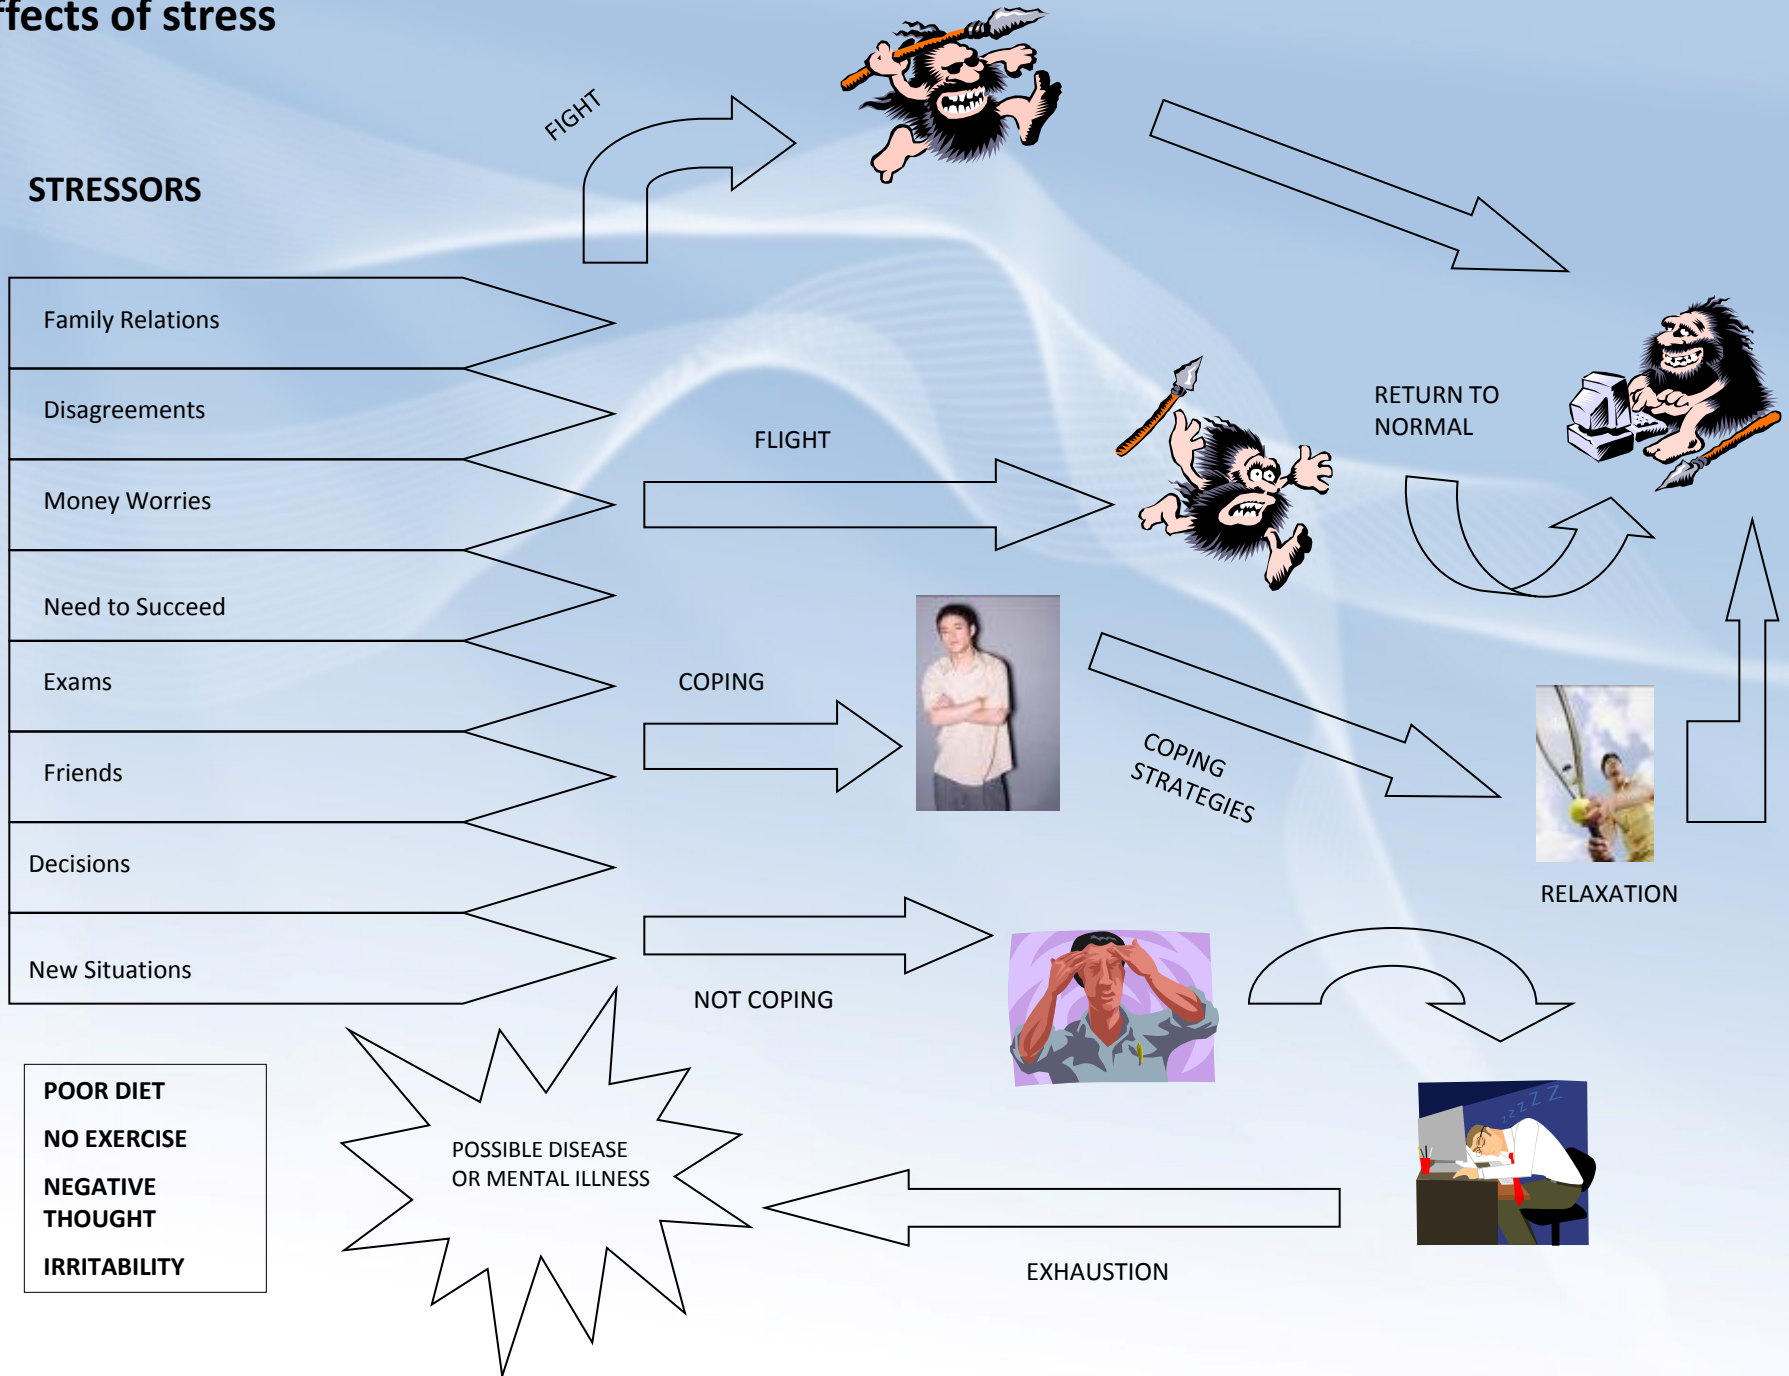 ffects of stress
FIGHT
STRESSORS
Family Relations
Disagreements
Money Worries
Need to Succeed
Exams
Friends
Decisions
New Situations
FLIGHT
RETURN TO
NORMAL
COPING
COPING
STRATEGIES
RELAXATION
NOT COPING
zzzZZZ
POOR DIET
NO EXERCISE
NEGATIVE
THOUGHT
IRRITABILITY
POSSIBLE DISEASE
OR MENTAL ILLNESS
EXHAUSTION